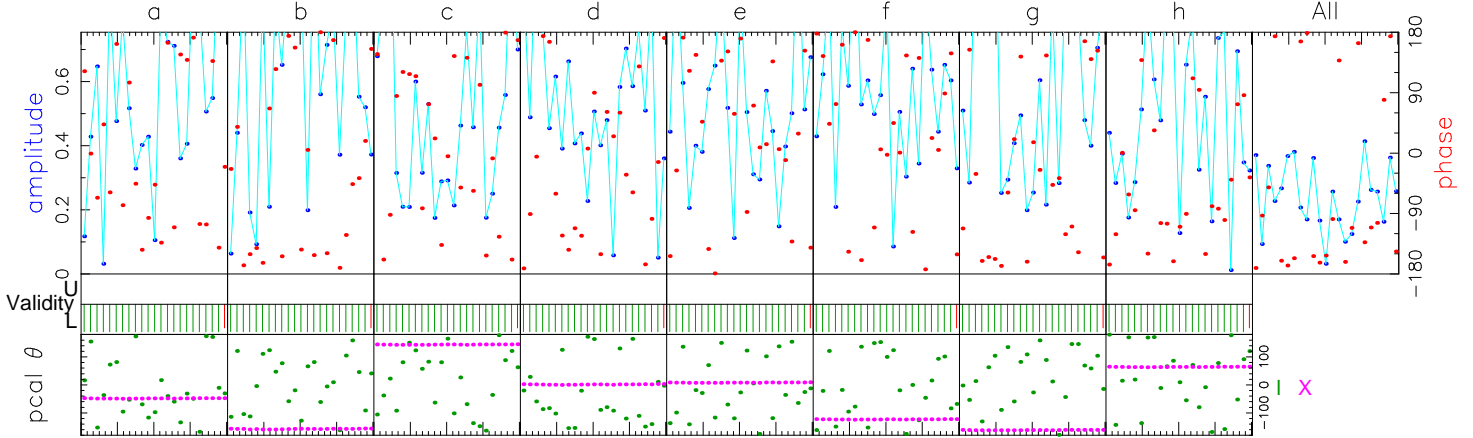 a b c d e f g h All
amplitude
0 0.2 0.4 0.6
180 90 0 −90 −180
phase
Validity
U
L
pcal θ
100 0 −100
I X